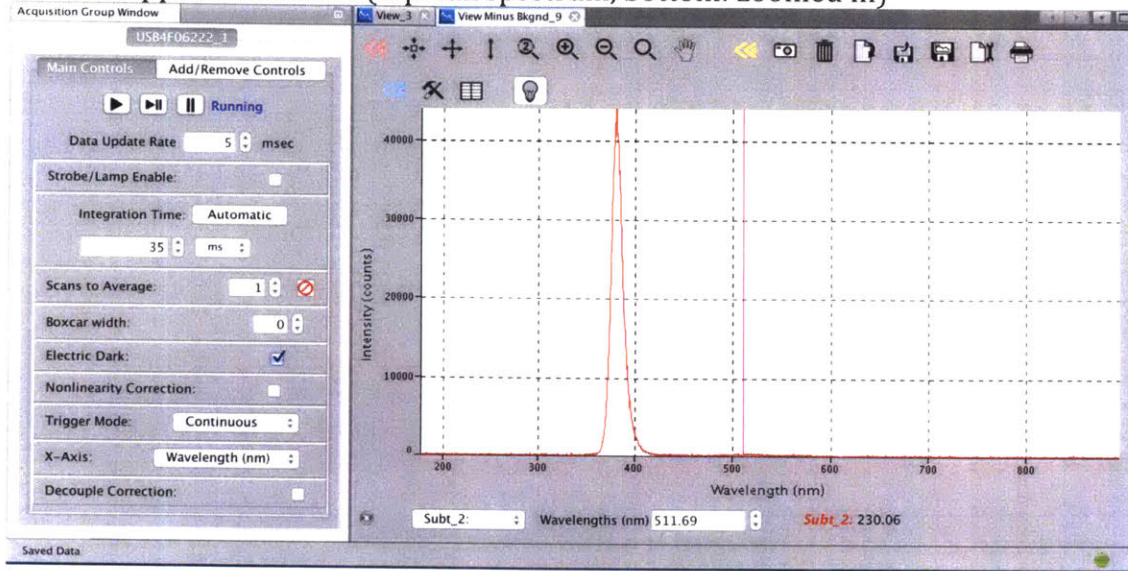 Acquisition Group Window
View_3
View Minus Bkgnd_9
USB4F06222_1
Main Controls
Add/Remove Controls
Running
Data Update Rate 5 msec
Strobe/Lamp Enable:
Integration Time: Automatic
35 ms
Scans to Average: 1
Boxcar width: 0
Electric Dark:
Nonlinearity Correction:
Trigger Mode: Continuous
X-Axis: Wavelength (nm)
Decouple Correction:
Saved Data
2
Intensity (counts)
40000
30000
20000
10000
0
200 300 400 500 600 700 800
Wavelength (nm)
Subt_2: Wavelengths (nm) 511.69 Subt_2: 230.06